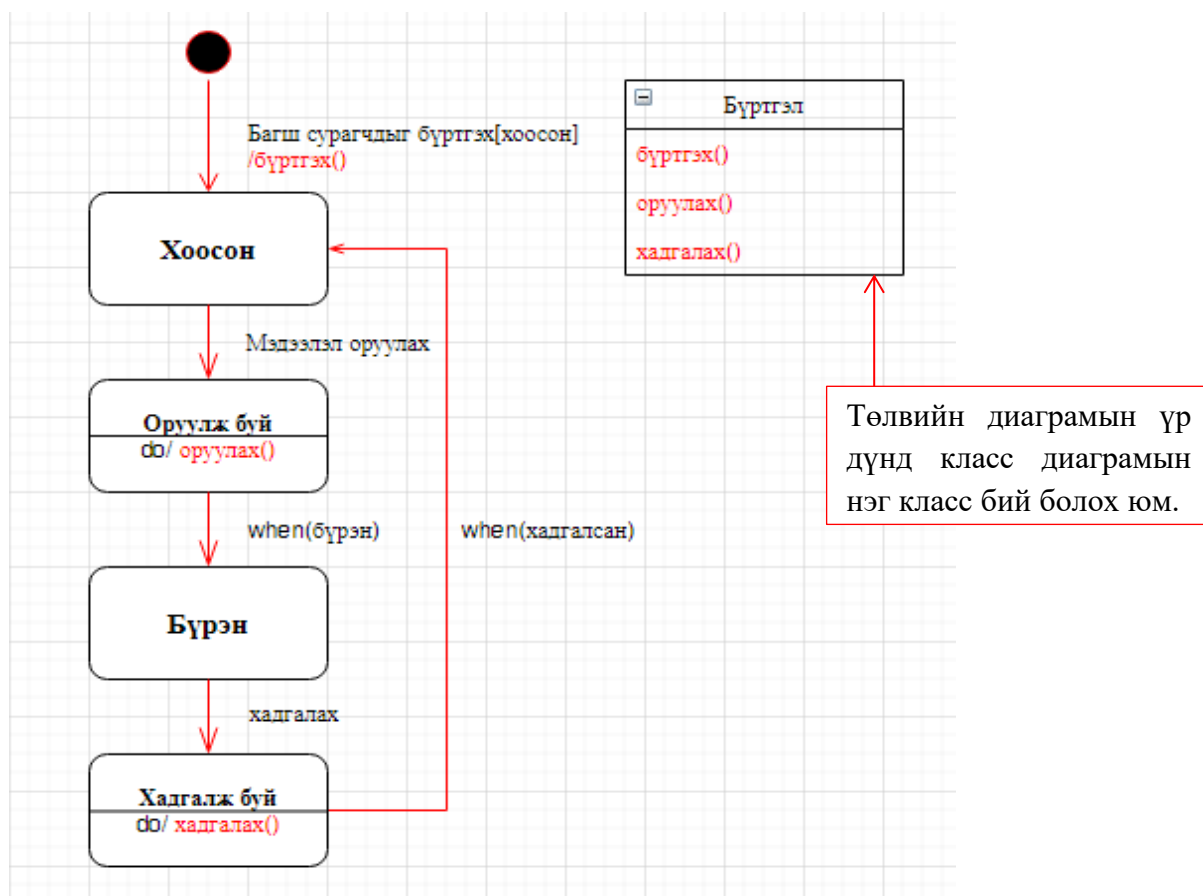 Багш сурагчдыг бүртгэх[хоосон]
/бүртгэх()
Хоосон
Мэдээлэл оруулах
Оруулж буй
do/ оруулах()
when(бүрэн)
when(хадгалсан)
Бүрэн
хадгалах
Хадгалж буй
do/ хадгалах()
Бүртгэл
бүртгэх()
оруулах()
хадгалах()
Төлвийн диаграмын үр
дүнд класс диаграмын
нэг класс бий болох юм.